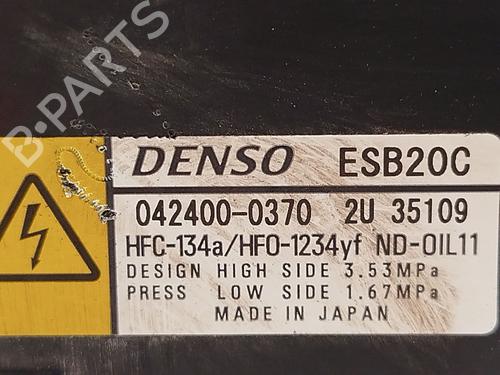 B-PARTS
DENSO ESB20C
042400-0370 2U 35109
HFC-134a/HFO-1234yf ND-OIL11
DESIGN HIGH SIDE 3.53MPa
PRESS LOW SIDE 1.67MPa
MADE IN JAPAN